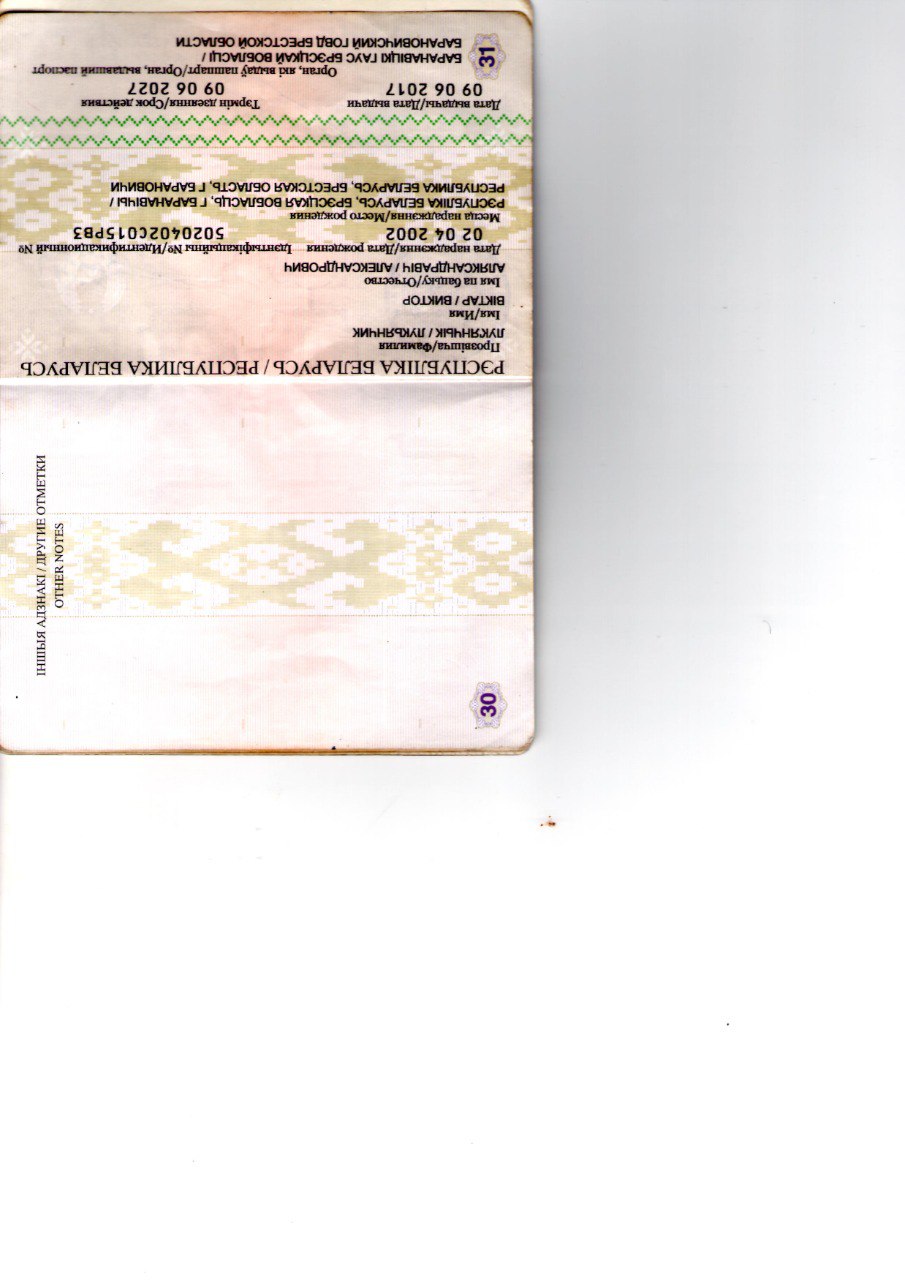 РЭСПУБЛІКА БЕЛАРУСЬ / РЕСПУБЛИКА БЕЛАРУСЬ
Прозвішча/Фамилия
ЛУК'ЯНЧЫК / ЛУКЬЯНЧИК
Імя/Имя
ВІКТАР / ВИКТОР
Імя па бацьку/Отчество
АЛЯКСАНДРАВІЧ / АЛЕКСАНДРОВИЧ
Дата нараджэння/Дата рождения Ідэнтыфікацыйны №/Идентификационный №
02 04 2002 5020402C015PB3
Месца нараджэння/Место рождения
РЭСПУБЛІКА БЕЛАРУСЬ, БРЭСЦКАЯ ВОБЛАСЦЬ, Г. БАРАНАВІЧЫ /
РЕСПУБЛИКА БЕЛАРУСЬ, БРЕСТСКАЯ ОБЛАСТЬ, Г. БАРАНОВИЧИ
Дата выдачы/Дата выдачи Тэрмін дзеяння/Срок действия
09 06 2017 09 06 2027
Орган, які выдаў пашпарт/Орган, выдавший паспорт
БАРАНАВІЦКІ ГАУС БРЭСЦКАЙ ВОБЛАСЦІ /
БАРАНОВИЧСКИЙ ГОВД БРЕСТСКОЙ ОБЛАСТИ
31
ІНШЫЯ АДЗНАКІ / ДРУГИЕ ОТМЕТКИ
OTHER NOTES
30